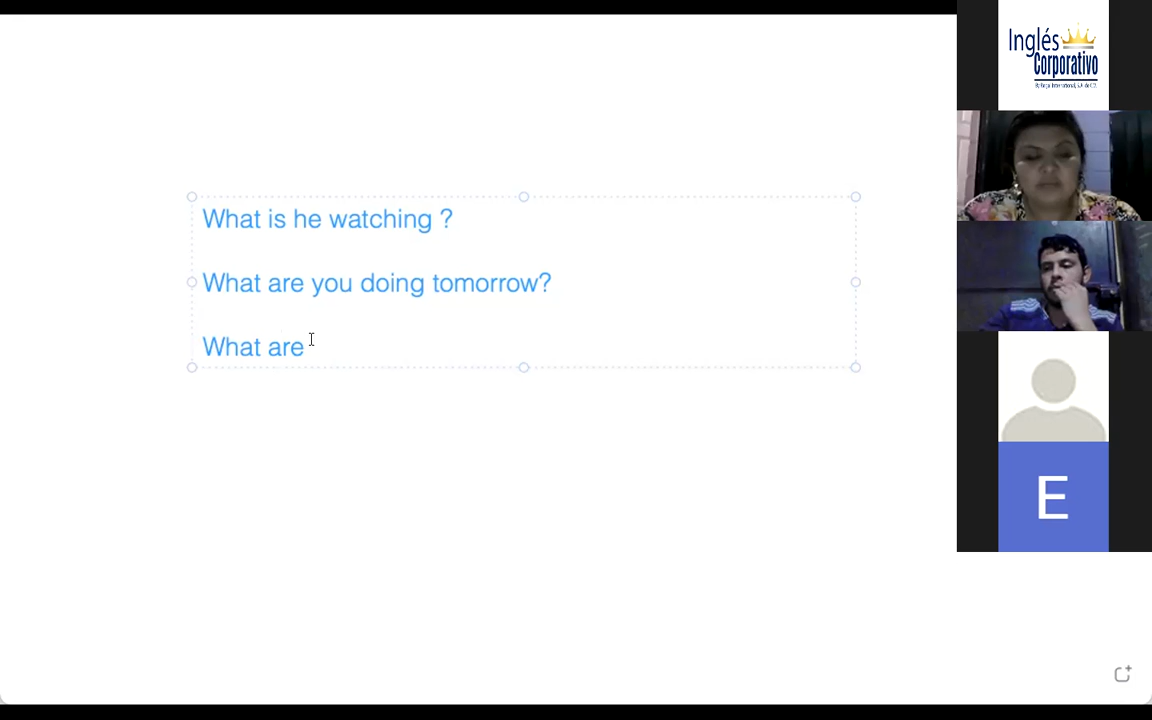 What is he watching ?
What are you doing tomorrow?
What are
Inglés
Corporativo
E